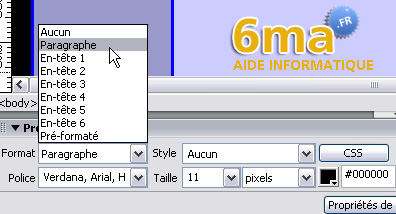 Aucun
Paragraphe
En-tête 1
En-tête 2
En-tête 3
En-tête 4
En-tête 5
En-tête 6
Pré-formaté
6ma .FR
AIDE INFORMATIQUE
<body>
Format Paragraphe Style Aucun CSS
Police Verdana, Arial, H Taille 11 pixels #000000
Propriétés de